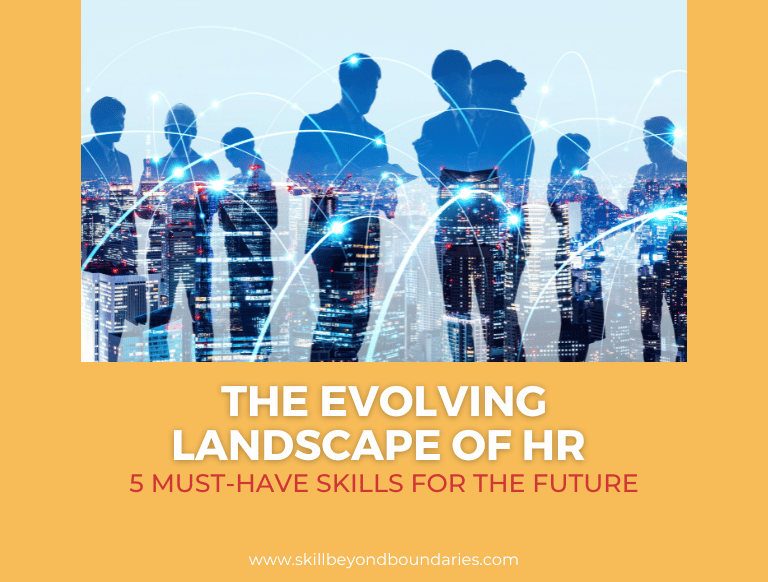 THE EVOLVING
LANDSCAPE OF HR
5 MUST-HAVE SKILLS FOR THE FUTURE
www.skillbeyondboundaries.com